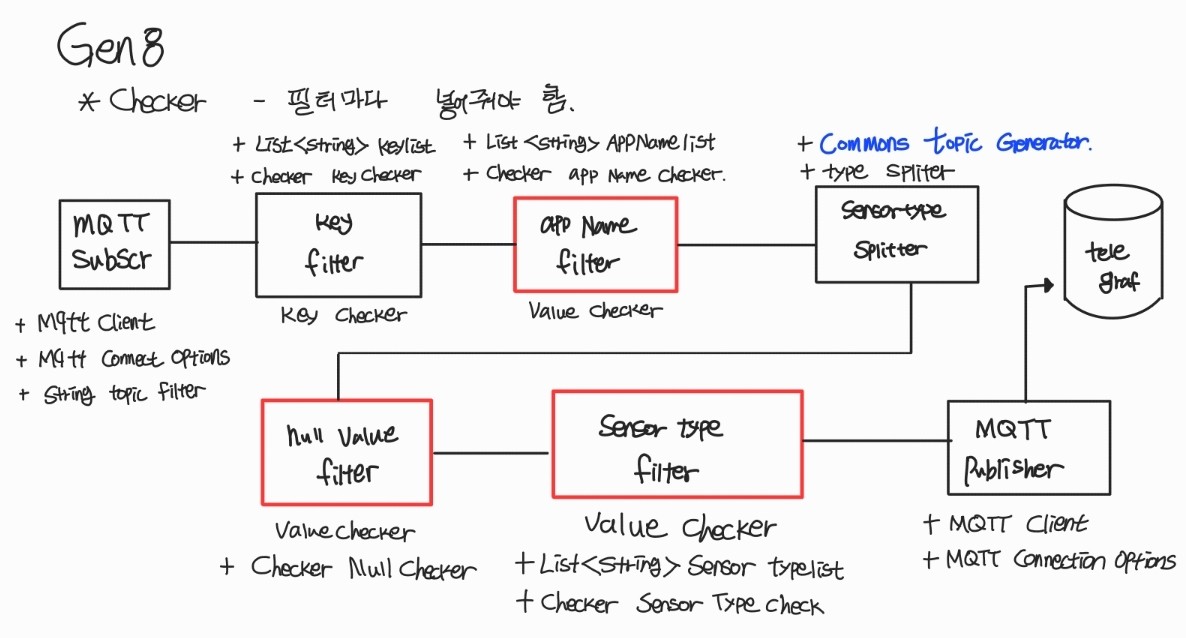 Gen8
* Checker - 필터마다 넣어줘야 함.
+ List<string> Keylist
+ Checker Key Checker
+ List<string> APPNamelist
+ Checker app Name Checker.
+ Commons topic Generator.
+ type Spliter
MQTT
Subscr
+ Mqtt Client
+ Mqtt Connect Options
+ String topic filter
Key
filter
Key Checker
app Name
filter
Value Checker
Sensortype
Splitter
tele
graf
null Value
filter
Value Checker
+ Checker Null Checker
Sensor type
filter
Value Checker
+ List<String> Sensor typelist
+ Checker Sensor Type check
MQTT
Publisher
+ MQTT Client
+ MQTT Connection Options